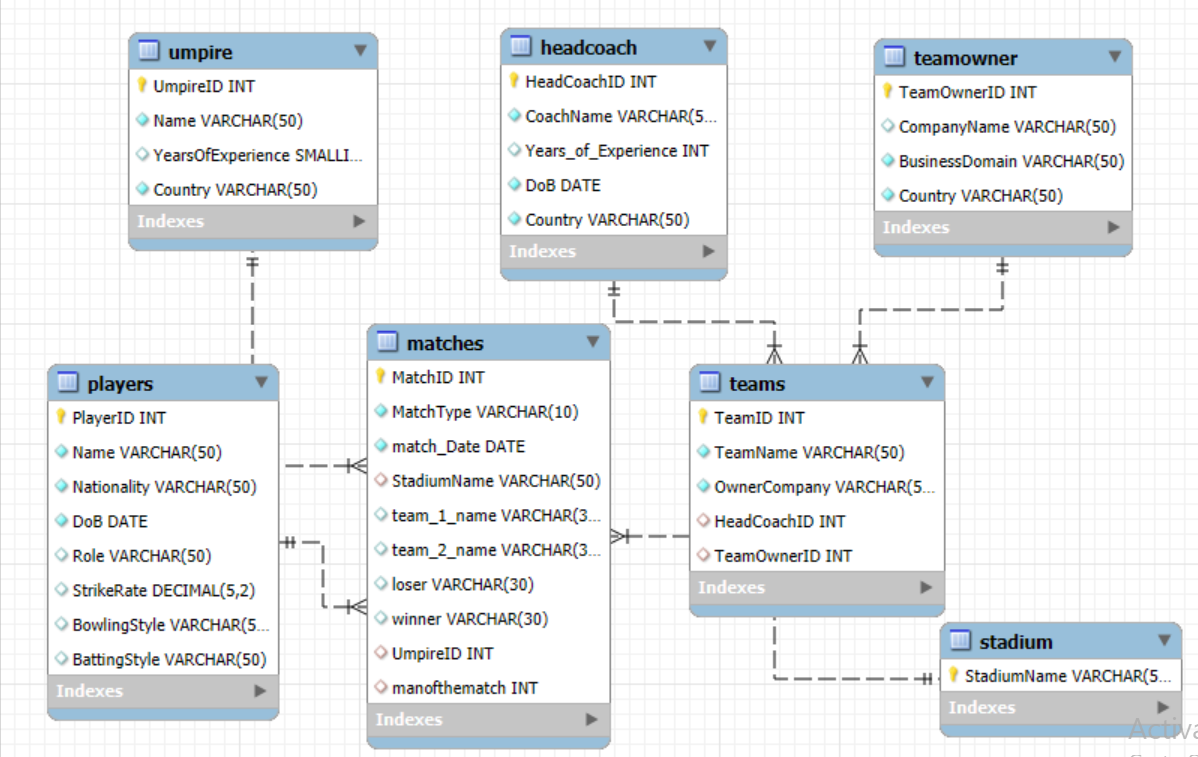 umpire
UmpireID INT
Name VARCHAR(50)
YearsOfExperience SMALLI...
Country VARCHAR(50)
Indexes
headcoach
HeadCoachID INT
CoachName VARCHAR(5...
Years_of_Experience INT
DoB DATE
Country VARCHAR(50)
Indexes
teamowner
TeamOwnerID INT
CompanyName VARCHAR(50)
BusinessDomain VARCHAR(50)
Country VARCHAR(50)
Indexes
players
PlayerID INT
Name VARCHAR(50)
Nationality VARCHAR(50)
DoB DATE
Role VARCHAR(50)
StrikeRate DECIMAL(5,2)
BowlingStyle VARCHAR(5...
BattingStyle VARCHAR(50)
Indexes
matches
MatchID INT
MatchType VARCHAR(10)
match_Date DATE
StadiumName VARCHAR(50)
team_1_name VARCHAR(3...
team_2_name VARCHAR(3...
loser VARCHAR(30)
winner VARCHAR(30)
UmpireID INT
manofthematch INT
Indexes
teams
TeamID INT
TeamName VARCHAR(50)
OwnerCompany VARCHAR(5...
HeadCoachID INT
TeamOwnerID INT
Indexes
stadium
StadiumName VARCHAR(5...
Indexes
Activa